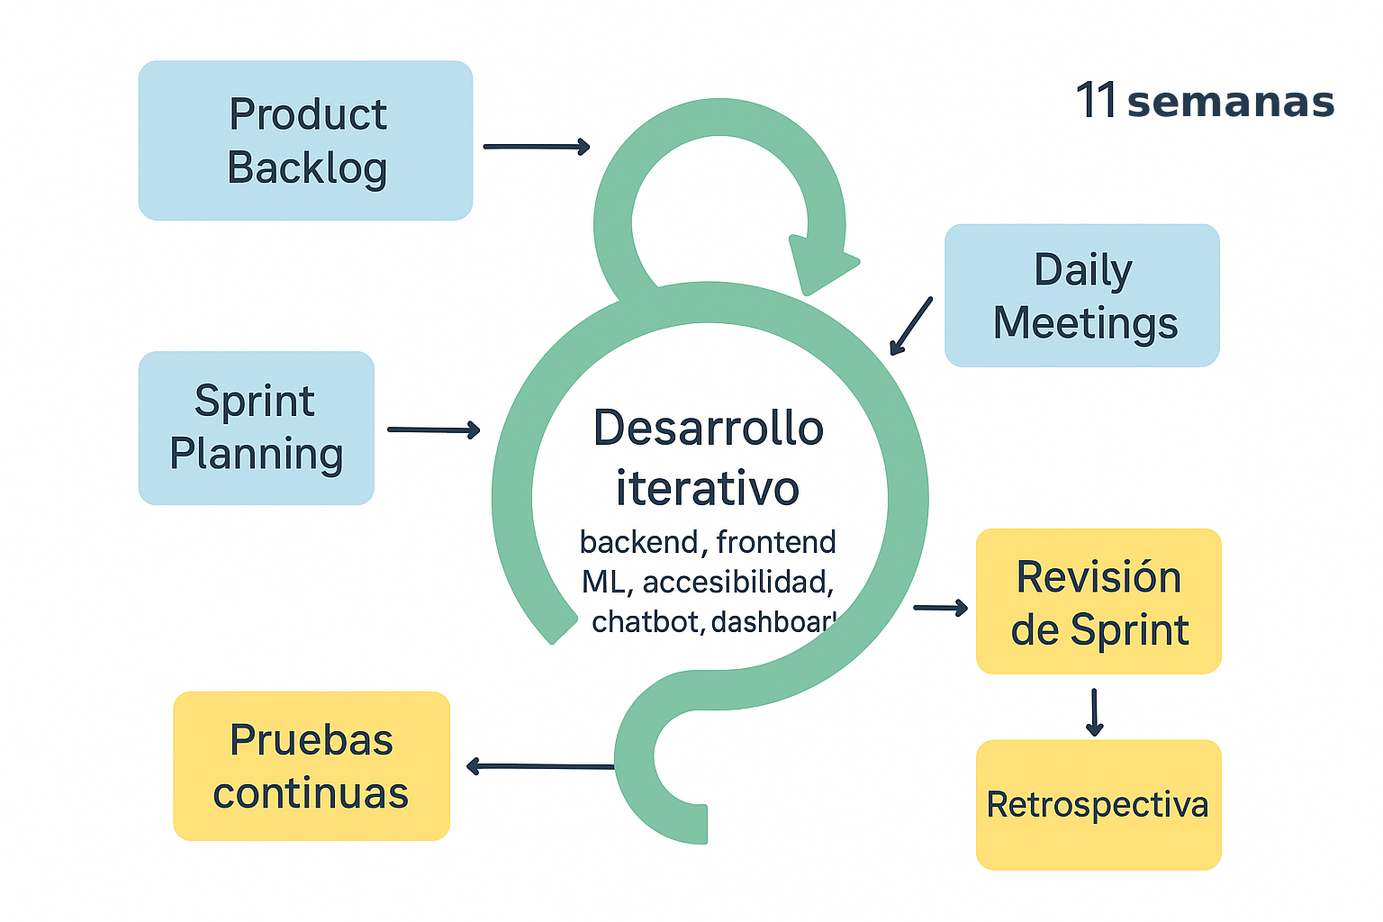 Product
Backlog
11 semanas
Daily
Meetings
Sprint
Planning
Desarrollo
iterativo
backend, frontend
ML, accesibilidad,
chatbot,
Revisión
de Sprint
Pruebas
continuas
Retrospectiva